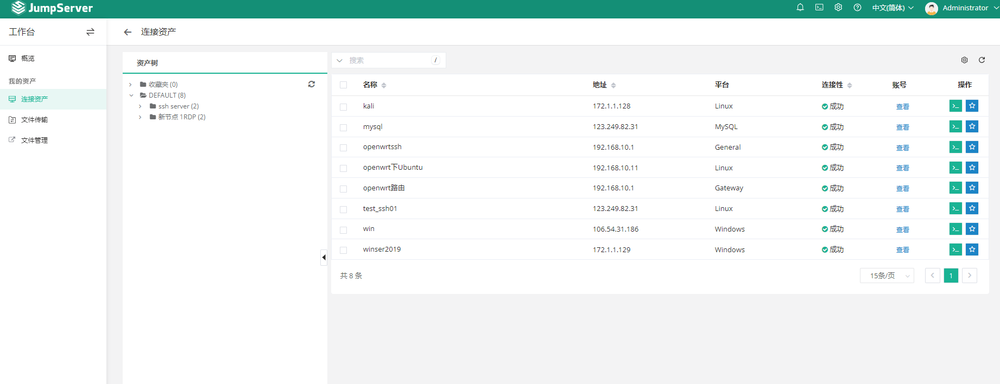 JumpServer
中文(简体)
Administrator
工作台
连接资产
概览
我的资产
连接资产
文件传输
文件管理
资产树
收藏夹 (0)
DEFAULT (8)
ssh server (2)
新节点 1RDP (2)
搜索 /
名称 地址 平台 连接性 账号 操作
kali 172.1.1.128 Linux 成功 查看
mysql 123.249.82.31 MySQL 成功 查看
openwrtssh 192.168.10.1 General 成功 查看
openwrt下Ubuntu 192.168.10.11 Linux 成功 查看
openwrt路由 192.168.10.1 Gateway 成功 查看
test_ssh01 123.249.82.31 Linux 成功 查看
win 106.54.31.186 Windows 成功 查看
winser2019 172.1.1.129 Windows 成功 查看
共 8 条 15条/页 1